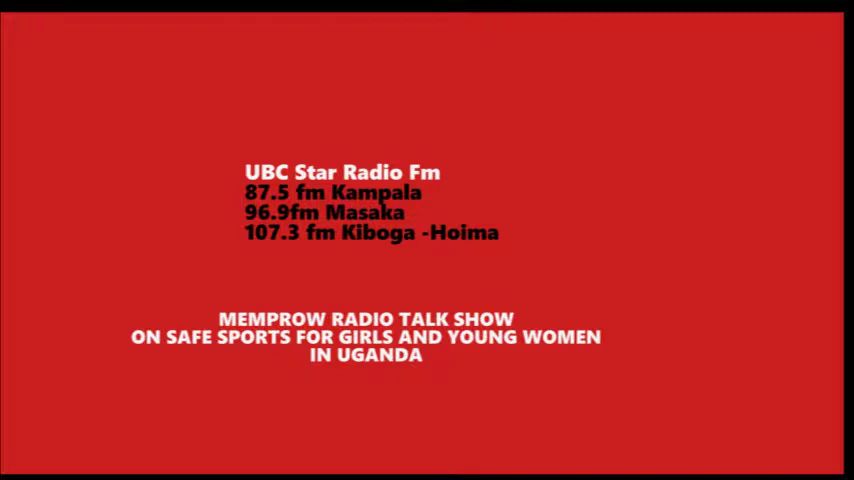 UBC Star Radio Fm
87.5 fm Kampala
96.9fm Masaka
107.3 fm Kiboga -Hoima
MEMPROW RADIO TALK SHOW
ON SAFE SPORTS FOR GIRLS AND YOUNG WOMEN
IN UGANDA